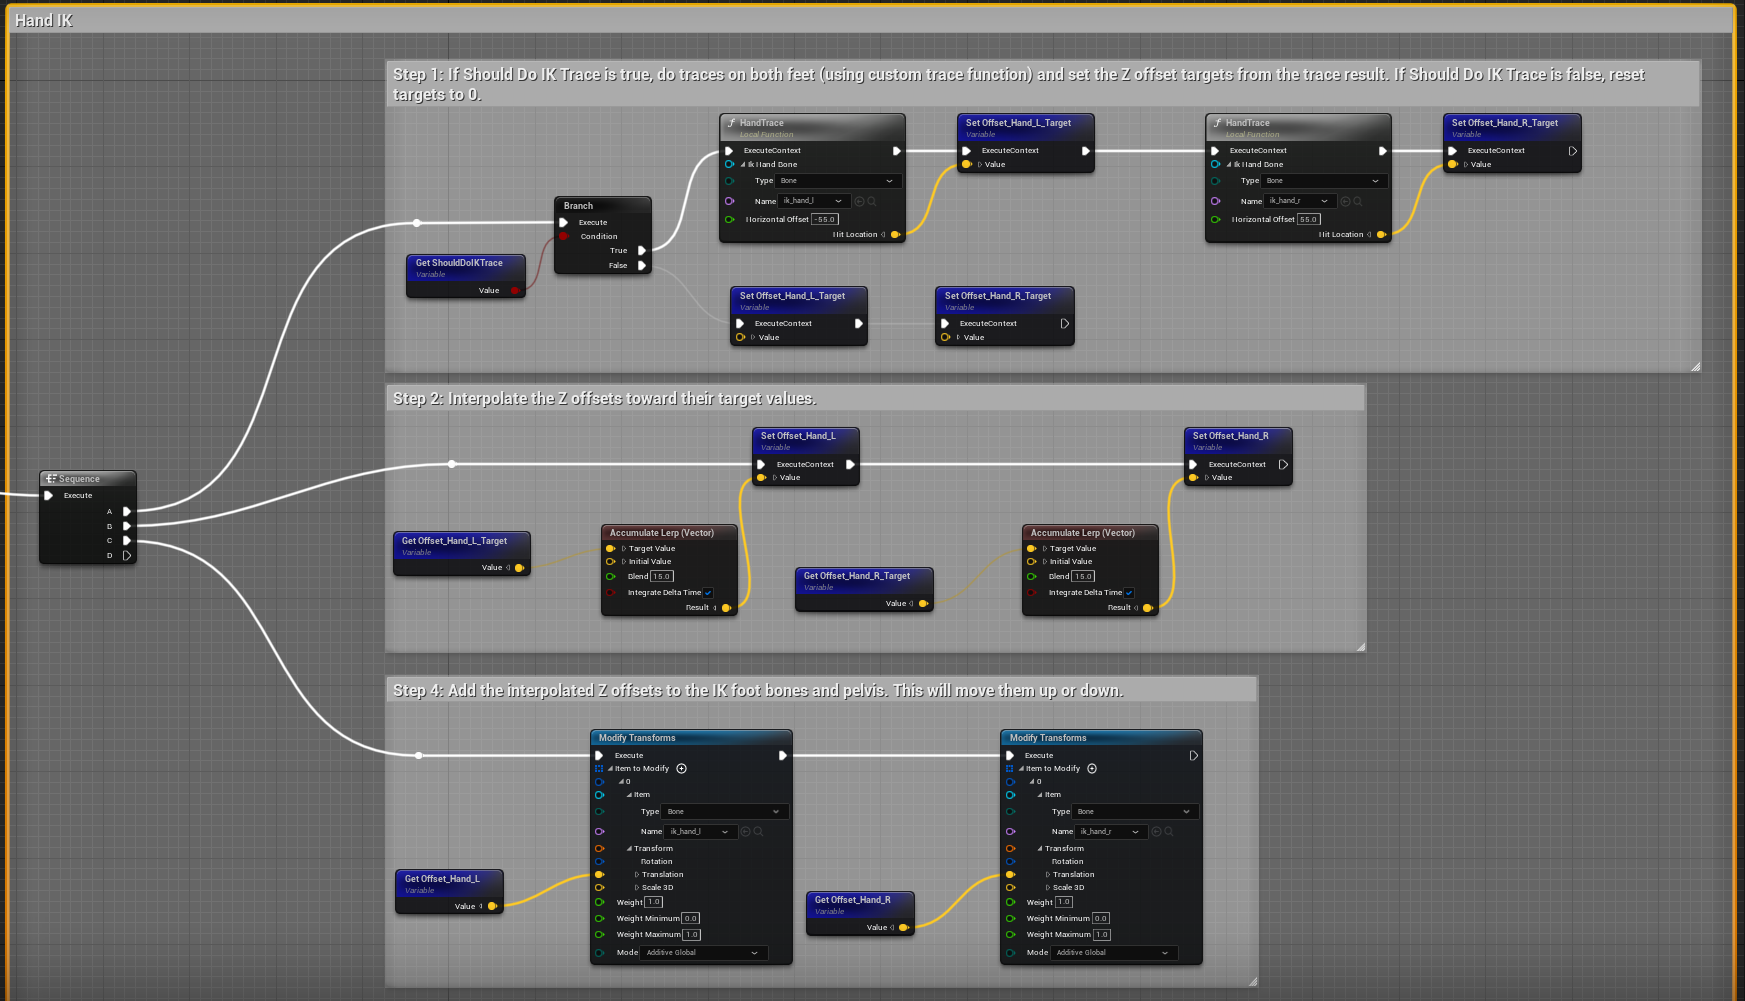 Hand IK
Step 1: If Should Do IK Trace is true, do traces on both feet (using custom trace function) and set the Z offset targets from the trace result. If Should Do IK Trace is false, reset
targets to 0.
HandTrace
Local Function
ExecuteContext
Ik Hand Bone
Type Bone
Name ik_hand_l
Horizontal Offset -55.0
Hit Location
Set Offset_Hand_L_Target
Variable
ExecuteContext
Value
HandTrace
Local Function
ExecuteContext
Ik Hand Bone
Type Bone
Name ik_hand_r
Horizontal Offset 55.0
Hit Location
Set Offset_Hand_R_Target
Variable
ExecuteContext
Value
Branch
Execute
Condition
True
False
Get ShouldDoIKTrace
Variable
Value
Set Offset_Hand_L_Target
Variable
ExecuteContext
Value
Set Offset_Hand_R_Target
Variable
ExecuteContext
Value
Step 2: Interpolate the Z offsets toward their target values.
Set Offset_Hand_L
Variable
ExecuteContext
Value
Set Offset_Hand_R
Variable
ExecuteContext
Value
Sequence
Execute
A
B
C
D
Get Offset_Hand_L_Target
Variable
Value
Accumulate Lerp (Vector)
Target Value
Initial Value
Blend 15.0
Integrate Delta Time
Result
Get Offset_Hand_R_Target
Variable
Value
Accumulate Lerp (Vector)
Target Value
Initial Value
Blend 15.0
Integrate Delta Time
Result
Step 4: Add the interpolated Z offsets to the IK foot bones and pelvis. This will move them up or down.
Modify Transforms
Execute
Item to Modify
0
Item
Type Bone
Name ik_hand_l
Transform
Rotation
Translation
Scale 3D
Weight 1.0
Weight Minimum 0.0
Weight Maximum 1.0
Mode Additive Global
Get Offset_Hand_L
Variable
Value
Modify Transforms
Execute
Item to Modify
0
Item
Type Bone
Name ik_hand_r
Transform
Rotation
Translation
Scale 3D
Weight 1.0
Weight Minimum 0.0
Weight Maximum 1.0
Mode Additive Global
Get Offset_Hand_R
Variable
Value